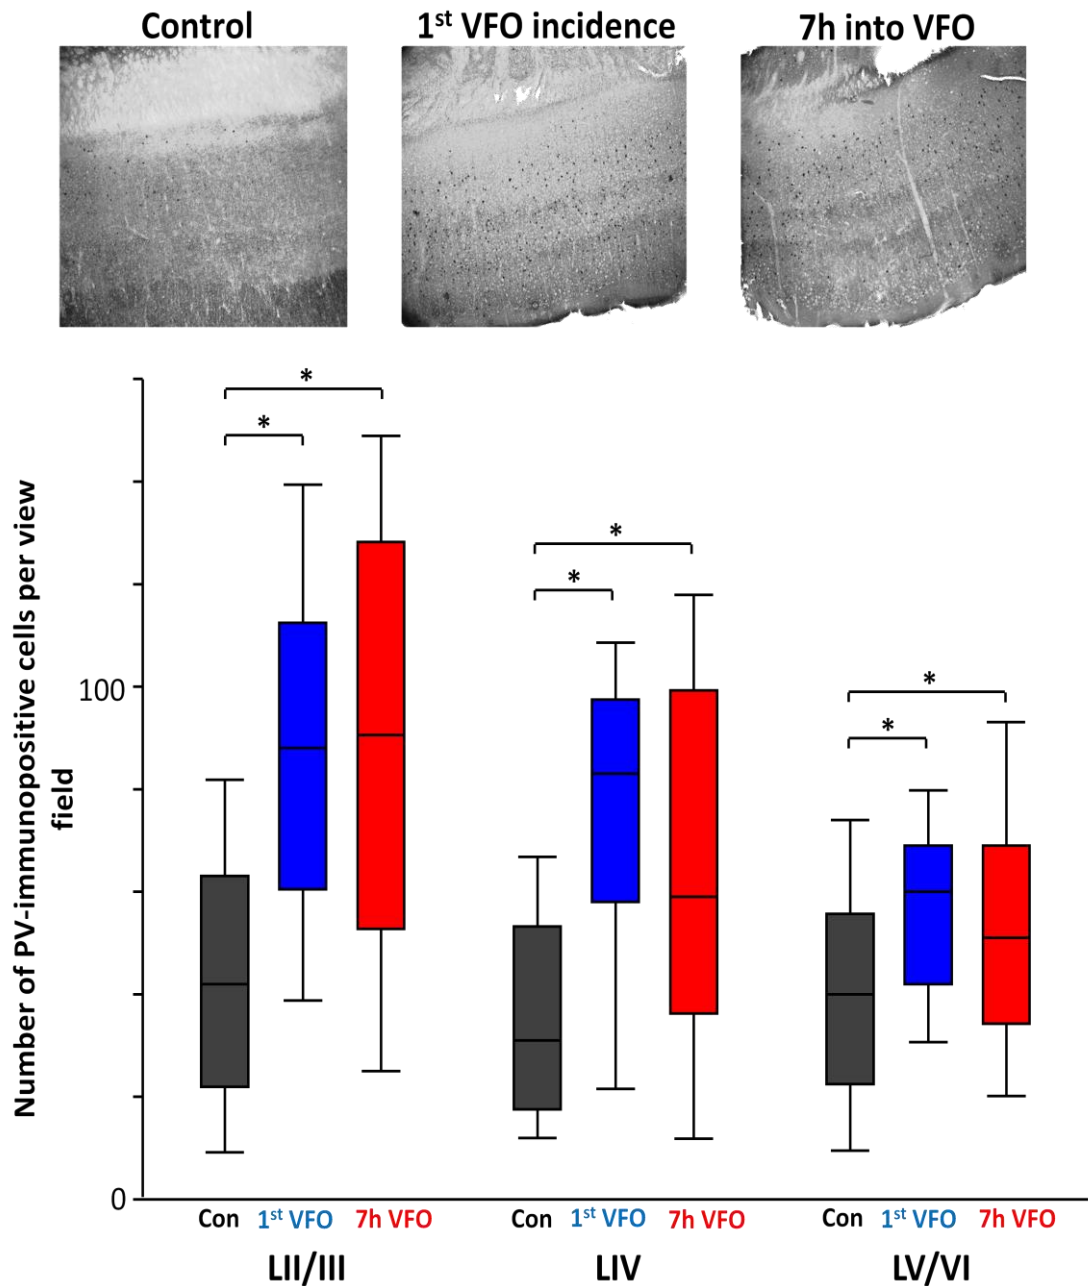 Control 1st VFO incidence 7h into VFO
*
*
*
*
*
*
Number of PV-immunopositive cells per view
field
100
0
Con 1st VFO 7h VFO Con 1st VFO 7h VFO Con 1st VFO 7h VFO
LII/III LIV LV/VI